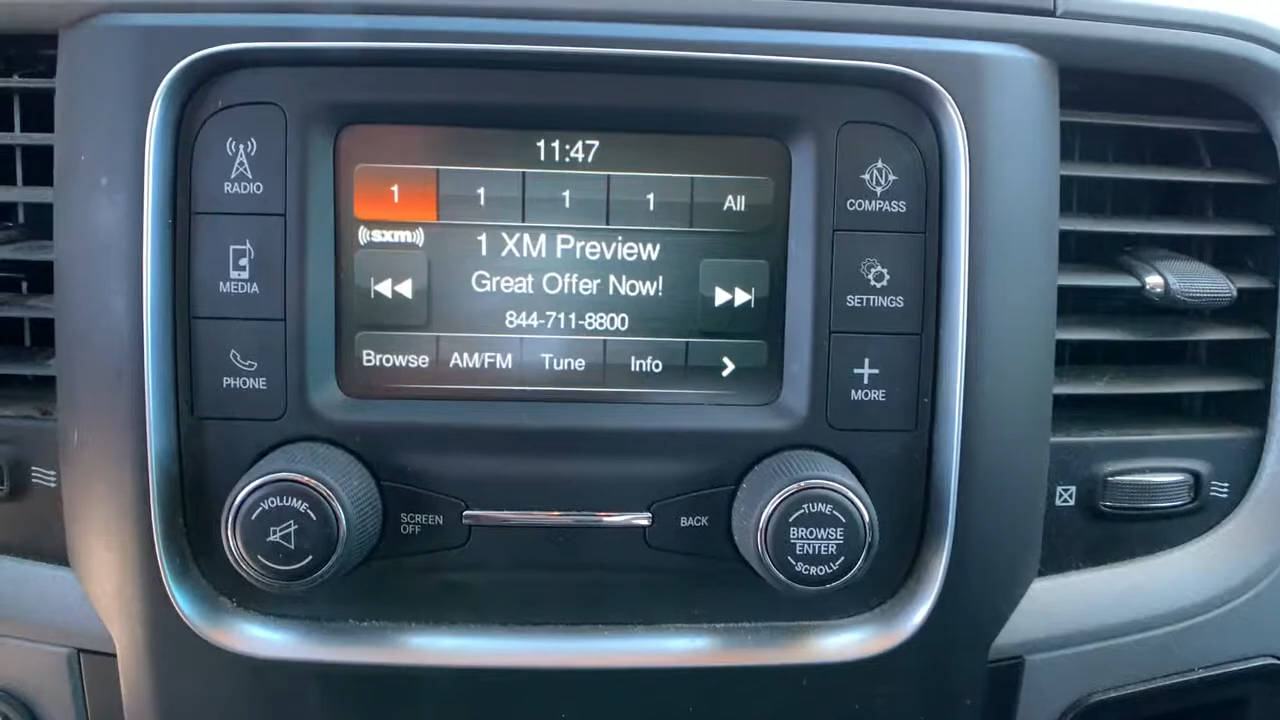 11:47
1 1 1 1 All
sxm
1 XM Preview
Great Offer Now!
844-711-8800
Browse AM/FM Tune Info
RADIO
MEDIA
PHONE
N
COMPASS
SETTINGS
MORE
VOLUME
SCREEN
OFF
BACK
TUNE
BROWSE
ENTER
SCROLL